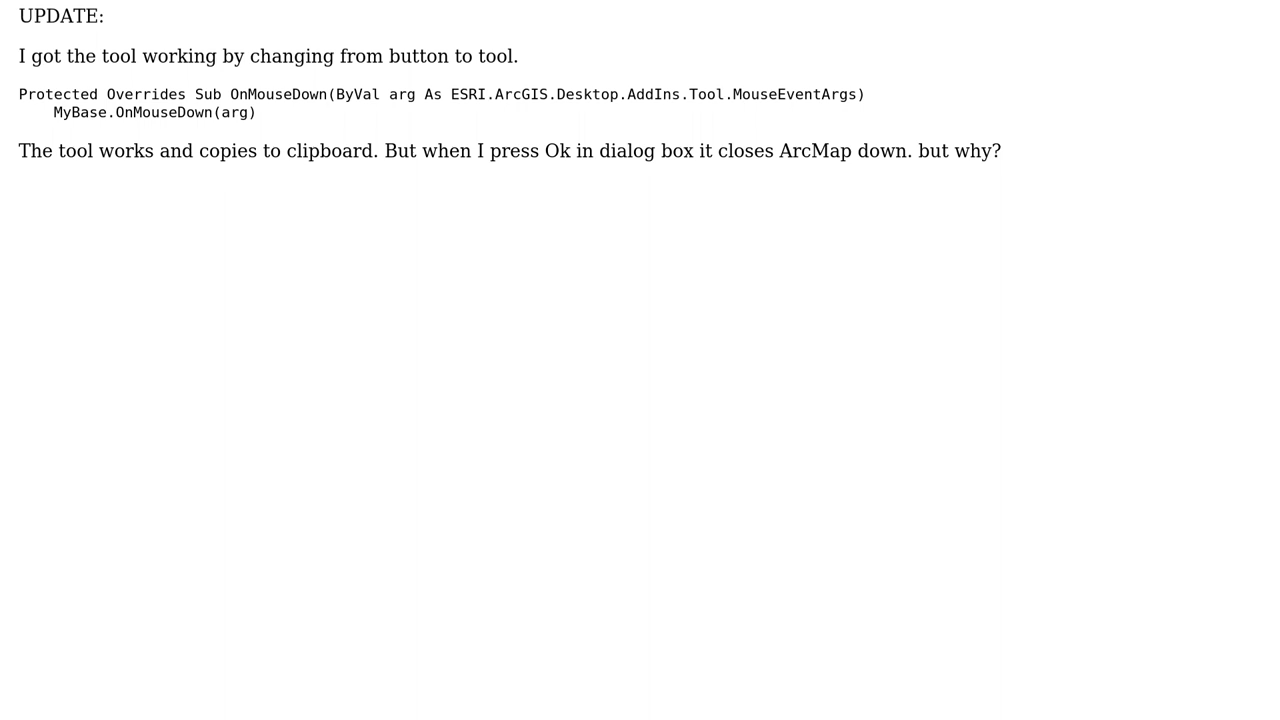 UPDATE:
I got the tool working by changing from button to tool.
Protected Overrides Sub OnMouseDown(ByVal arg As ESRI.ArcGIS.Desktop.AddIns.Tool.MouseEventArgs)
    MyBase.OnMouseDown(arg)
The tool works and copies to clipboard. But when I press Ok in dialog box it closes ArcMap down. but why?